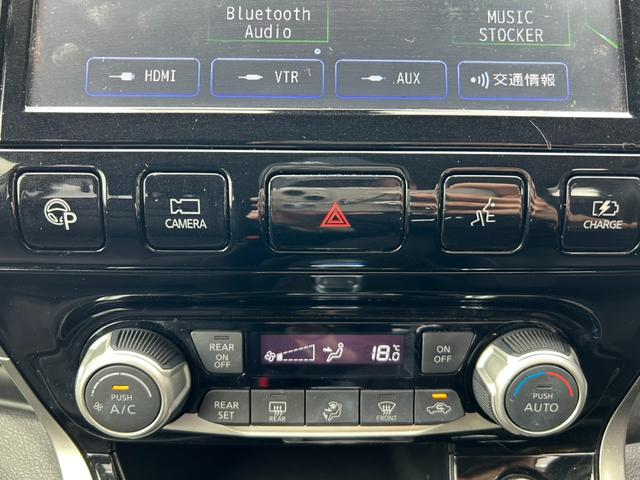 Bluetooth
Audio
MUSIC
STOCKER
HDMI
VTR
AUX
交通情報
P
CAMERA
CHARGE
REAR
ON
OFF
18.0
℃
ON
OFF
PUSH
A/C
REAR
SET
REAR
FRONT
PUSH
AUTO